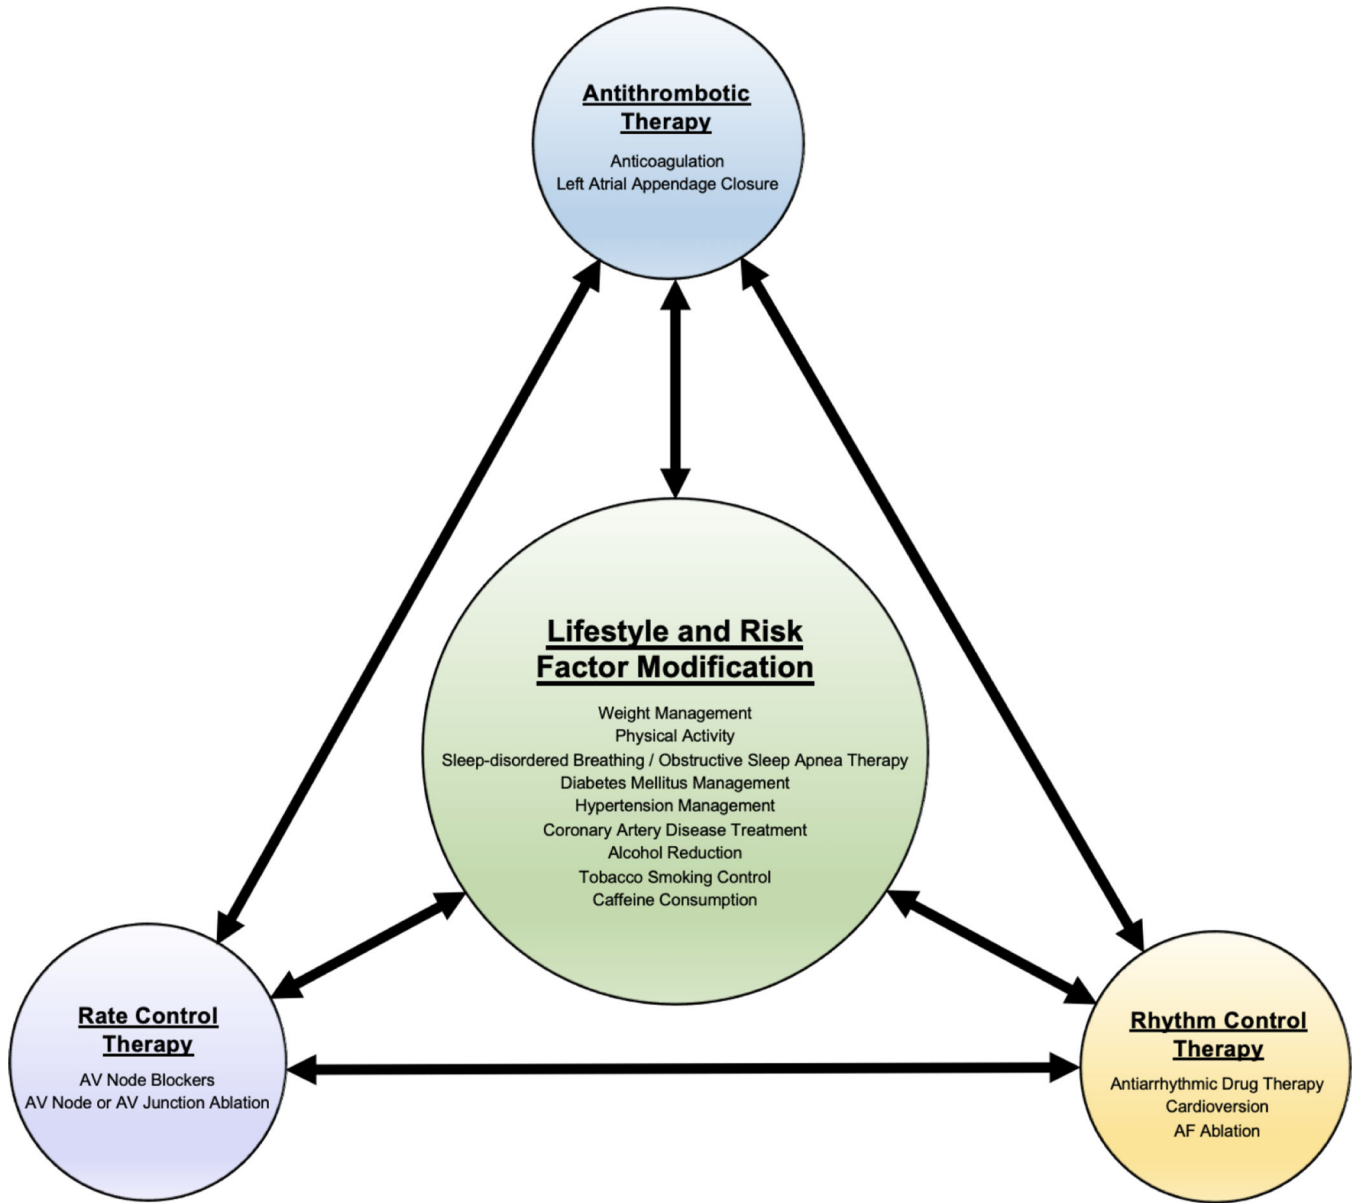 Antithrombotic
Therapy
Anticoagulation
Left Atrial Appendage Closure
Lifestyle and Risk
Factor Modification
Weight Management
Physical Activity
Sleep-disordered Breathing / Obstructive Sleep Apnea Therapy
Diabetes Mellitus Management
Hypertension Management
Coronary Artery Disease Treatment
Alcohol Reduction
Tobacco Smoking Control
Caffeine Consumption
Rate Control
Therapy
AV Node Blockers
AV Node or AV Junction Ablation
Rhythm Control
Therapy
Antiarrhythmic Drug Therapy
Cardioversion
AF Ablation